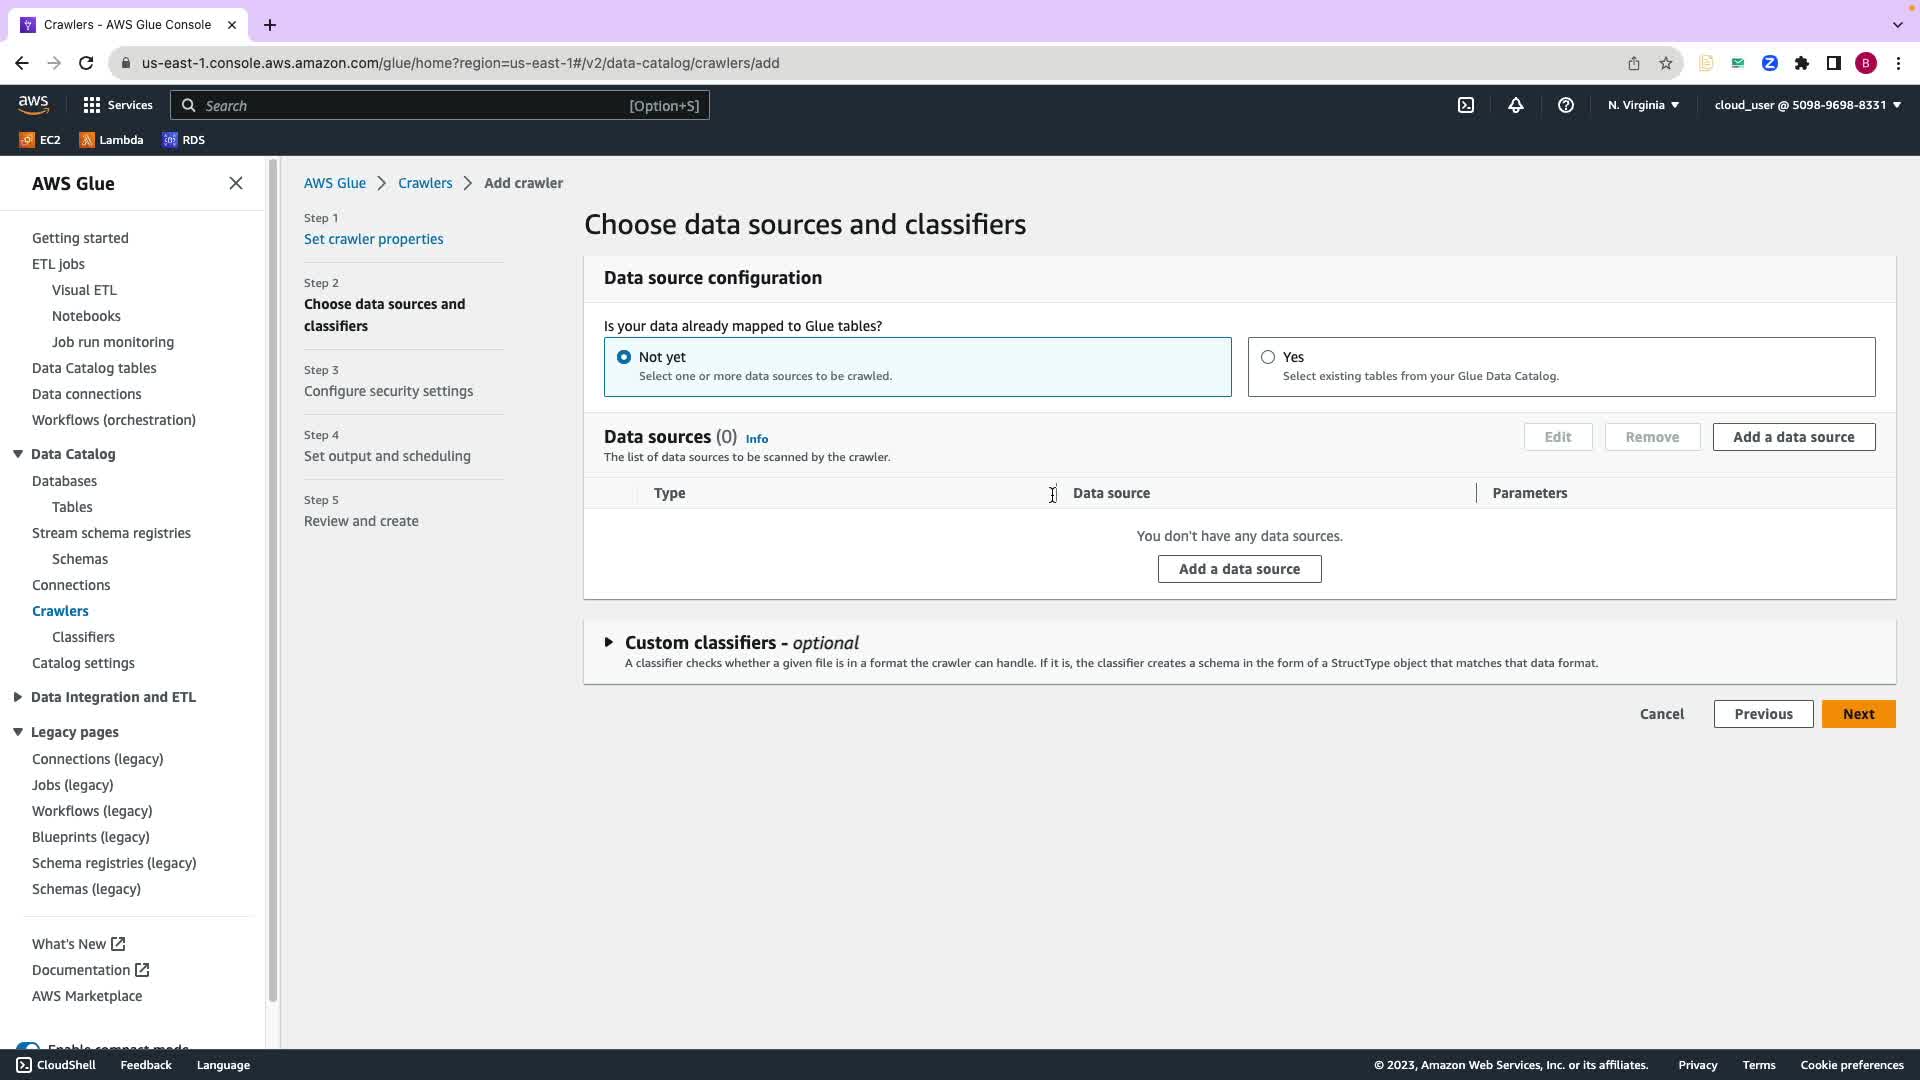 Crawlers - AWS Glue Console
us-east-1.console.aws.amazon.com/glue/home?region=us-east-1#/v2/data-catalog/crawlers/add
B
aws
Services
Search
[Option+S]
N. Virginia
cloud_user @ 5098-9698-8331
EC2
Lambda
RDS
AWS Glue
Getting started
ETL jobs
Visual ETL
Notebooks
Job run monitoring
Data Catalog tables
Data connections
Workflows (orchestration)
Data Catalog
Databases
Tables
Stream schema registries
Schemas
Connections
Crawlers
Classifiers
Catalog settings
Data Integration and ETL
Legacy pages
Connections (legacy)
Jobs (legacy)
Workflows (legacy)
Blueprints (legacy)
Schema registries (legacy)
Schemas (legacy)
What's New
Documentation
AWS Marketplace
Enable compact mode
AWS Glue > Crawlers > Add crawler
Step 1
Set crawler properties
Step 2
Choose data sources and
classifiers
Step 3
Configure security settings
Step 4
Set output and scheduling
Step 5
Review and create
Choose data sources and classifiers
Data source configuration
Is your data already mapped to Glue tables?
Not yet
Select one or more data sources to be crawled.
Yes
Select existing tables from your Glue Data Catalog.
Data sources (0) Info
The list of data sources to be scanned by the crawler.
Edit
Remove
Add a data source
Type
Data source
Parameters
You don't have any data sources.
Add a data source
Custom classifiers - optional
A classifier checks whether a given file is in a format the crawler can handle. If it is, the classifier creates a schema in the form of a StructType object that matches that data format.
Cancel
Previous
Next
CloudShell
Feedback
Language
© 2023, Amazon Web Services, Inc. or its affiliates.
Privacy
Terms
Cookie preferences